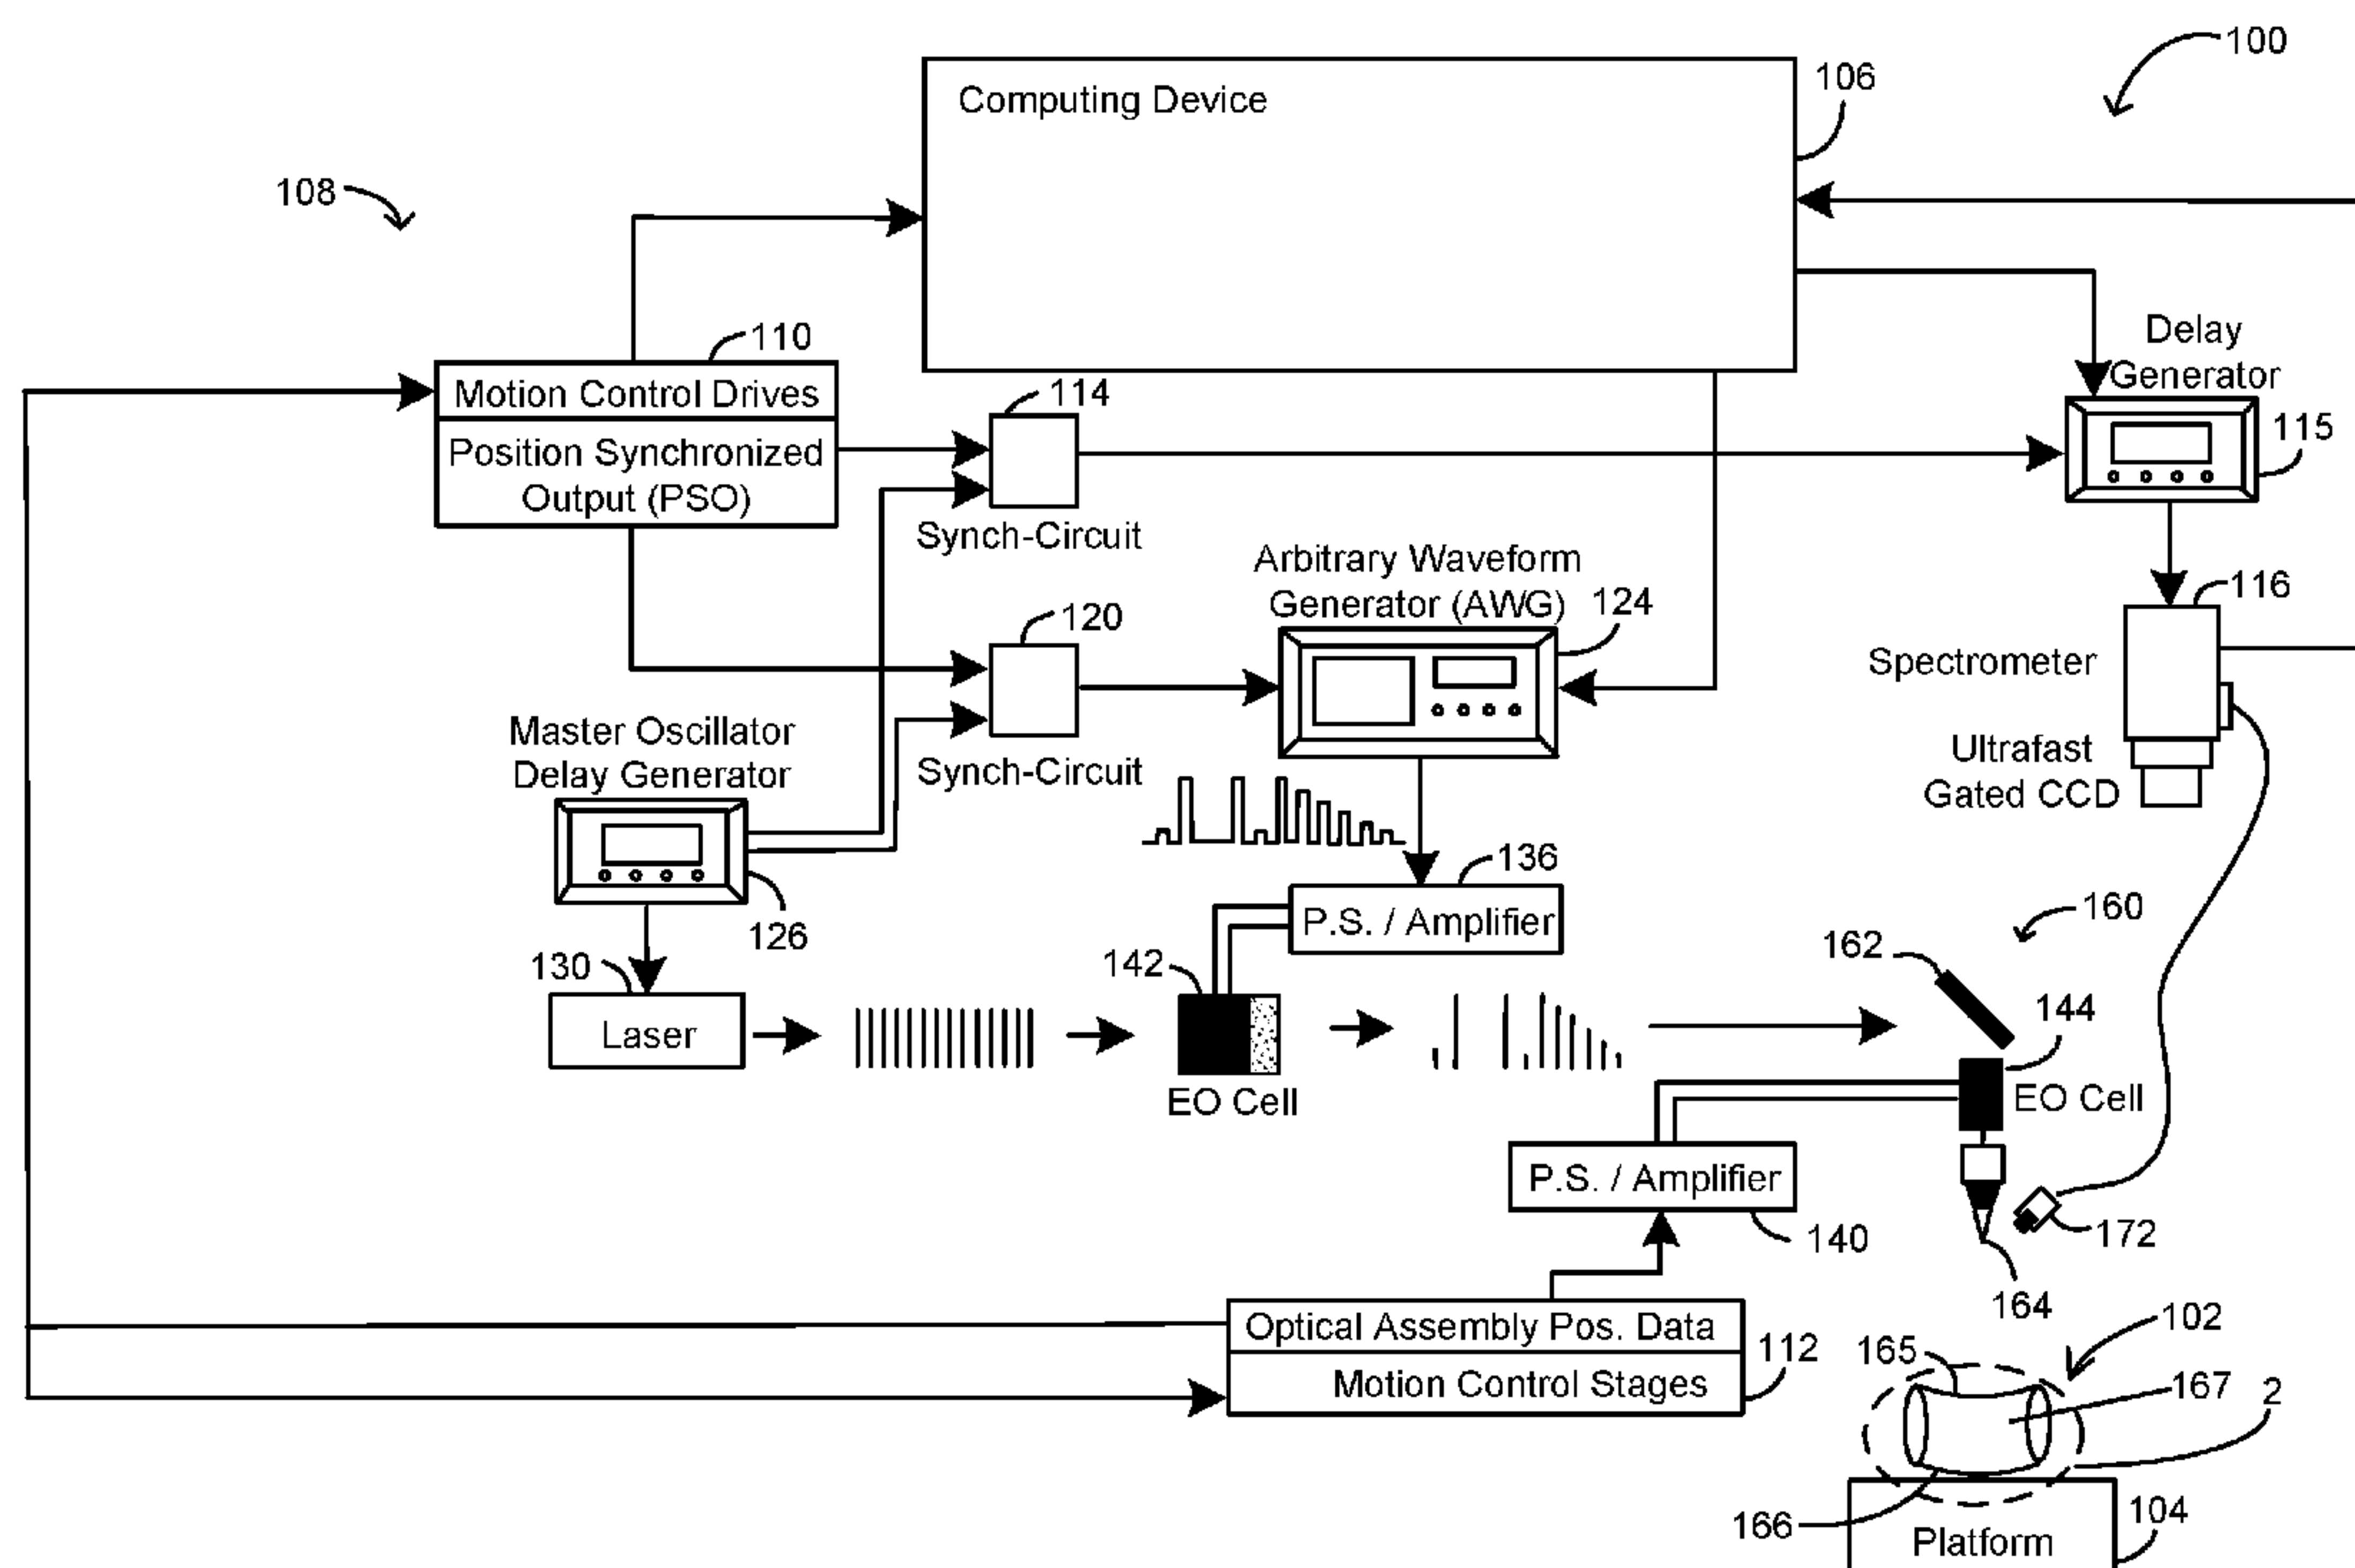 100
Computing Device
106
108
110
Motion Control Drives
Position Synchronized
Output (PSO)
114
Synch-Circuit
Delay
Generator
115
Arbitrary Waveform
Generator (AWG)
124
116
Spectrometer
Ultrafast
Gated CCD
120
Synch-Circuit
Master Oscillator
Delay Generator
126
136
P.S. / Amplifier
130
Laser
142
EO Cell
160
162
144
EO Cell
P.S. / Amplifier
140
172
164
Optical Assembly Pos. Data
Motion Control Stages
112
102
165
167
2
166
Platform
104